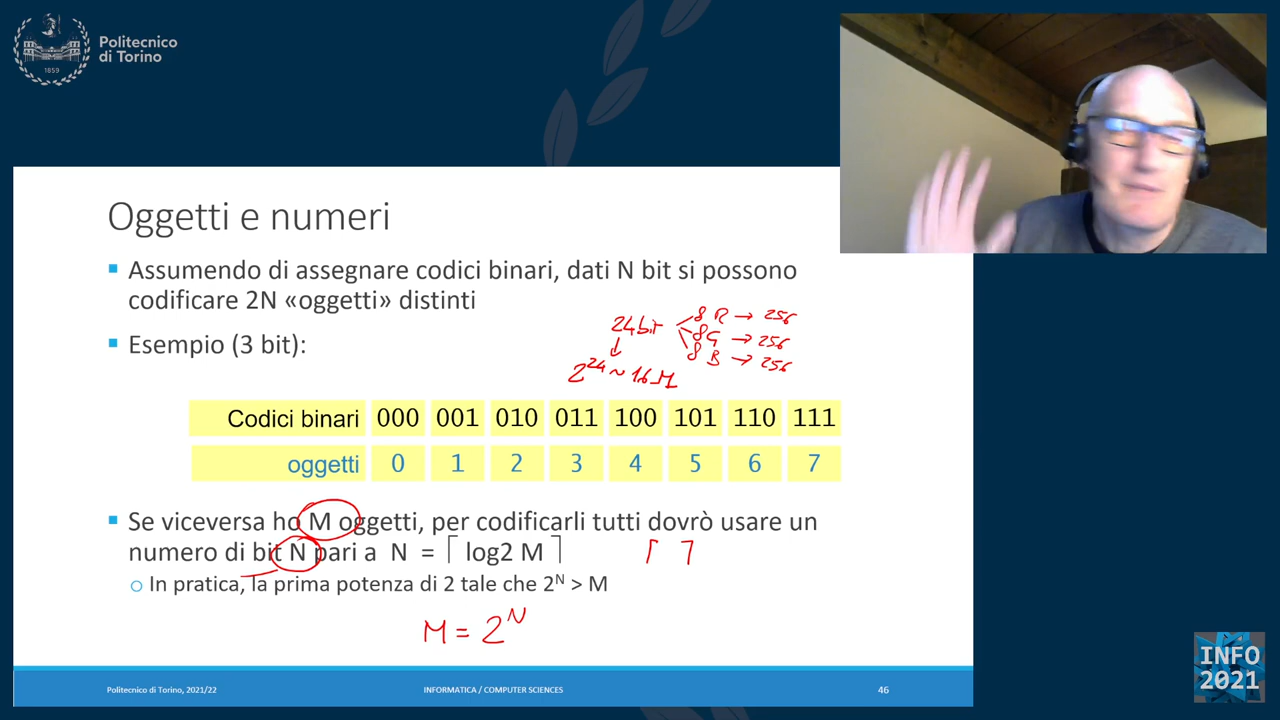 Politecnico
di Torino
1859
Oggetti e numeri
Assumendo di assegnare codici binari, dati N bit si possono
codificare 2N «oggetti» distinti
24 bit
8 R → 256
8 G → 256
8 B → 256
2²⁴ ~ 16 M
Esempio (3 bit):
Codici binari 000 001 010 011 100 101 110 111
oggetti 0 1 2 3 4 5 6 7
Se viceversa ho M oggetti, per codificarli tutti dovrò usare un
numero di bit N pari a N = ⌈ log2 M ⌉ ⌈ ⌉
In pratica, la prima potenza di 2 tale che 2ᴺ > M
M = 2ᴺ
Politecnico di Torino, 2021/22 INFORMATICA / COMPUTER SCIENCES 46
INFO
2021